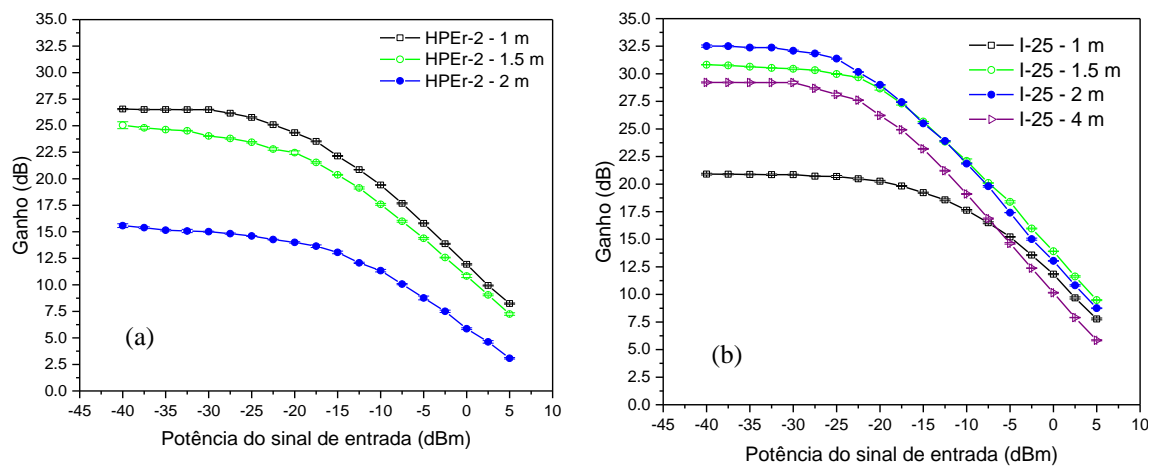 35.0
32.5
30.0
27.5
25.0
22.5
20.0
17.5
15.0
12.5
10.0
7.5
5.0
2.5
0.0
Ganho (dB)
HPEr-2 - 1 m
HPEr-2 - 1.5 m
HPEr-2 - 2 m
(a)
-45 -40 -35 -30 -25 -20 -15 -10 -5 0 5 10
Potência do sinal de entrada (dBm)
35.0
32.5
30.0
27.5
25.0
22.5
20.0
17.5
15.0
12.5
10.0
7.5
5.0
2.5
0.0
Ganho (dB)
I-25 - 1 m
I-25 - 1.5 m
I-25 - 2 m
I-25 - 4 m
(b)
-45 -40 -35 -30 -25 -20 -15 -10 -5 0 5 10
Potência do sinal de entrada (dBm)